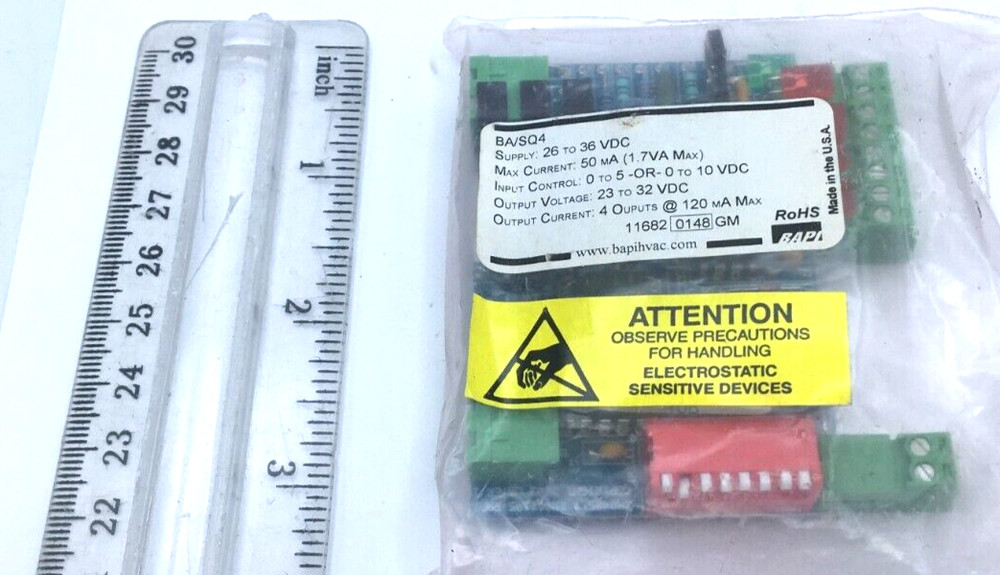 30
29
28
27
26
25
24
23
22
inch
1
2
3
BA/SQ4
SUPPLY: 26 TO 36 VDC
MAX CURRENT: 50 MA (1.7VA MAX)
INPUT CONTROL: 0 TO 5 -OR- 0 TO 10 VDC
OUTPUT VOLTAGE: 23 TO 32 VDC
OUTPUT CURRENT: 4 OUPUTS @ 120 MA MAX
11682 0148 GM
www.bapihvac.com
RoHS
BAPI
Made in the U.S.A.
ATTENTION
OBSERVE PRECAUTIONS
FOR HANDLING
ELECTROSTATIC
SENSITIVE DEVICES